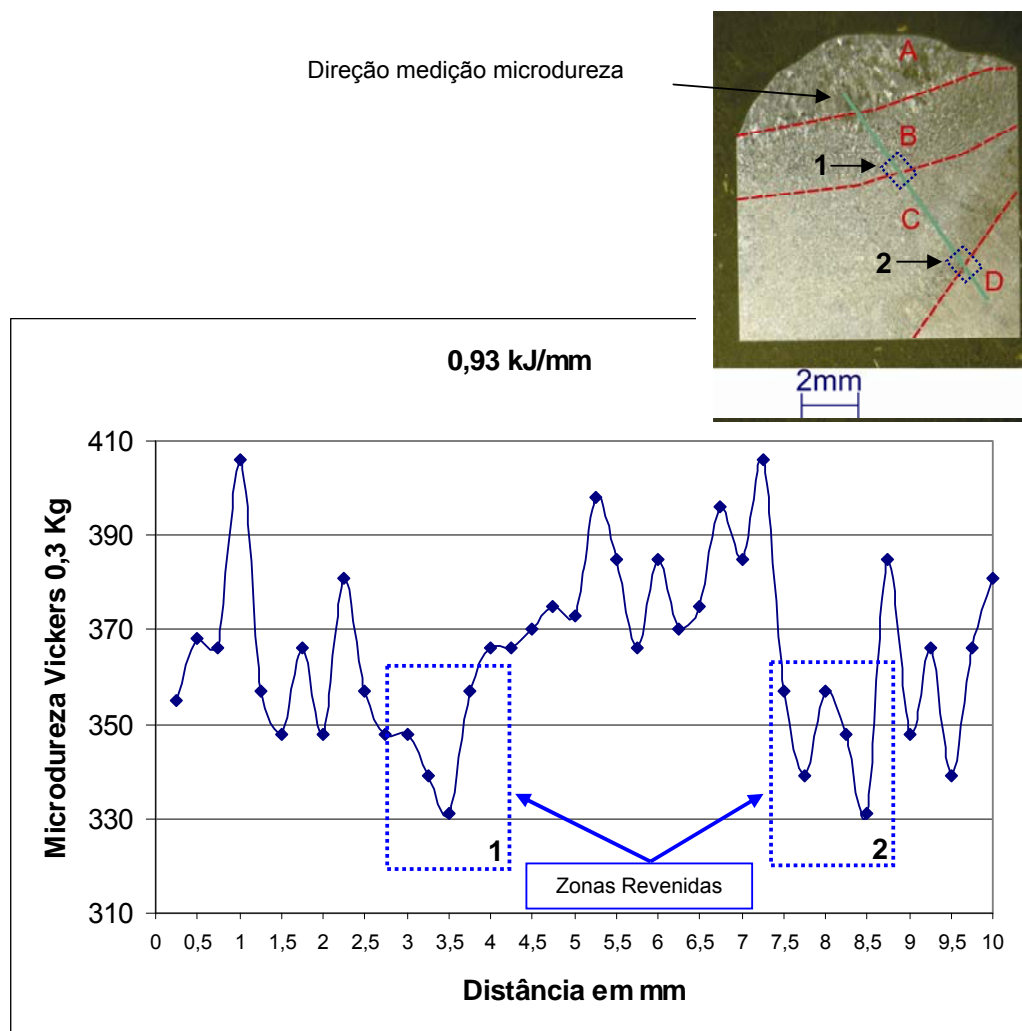 Direção medição microdureza
A
B
1
C
2
D
2mm
0,93 kJ/mm
Microdureza Vickers 0,3 Kg
410
390
370
350
330
310
1
2
Zonas Revenidas
0 0,5 1 1,5 2 2,5 3 3,5 4 4,5 5 5,5 6 6,5 7 7,5 8 8,5 9 9,5 10
Distância em mm